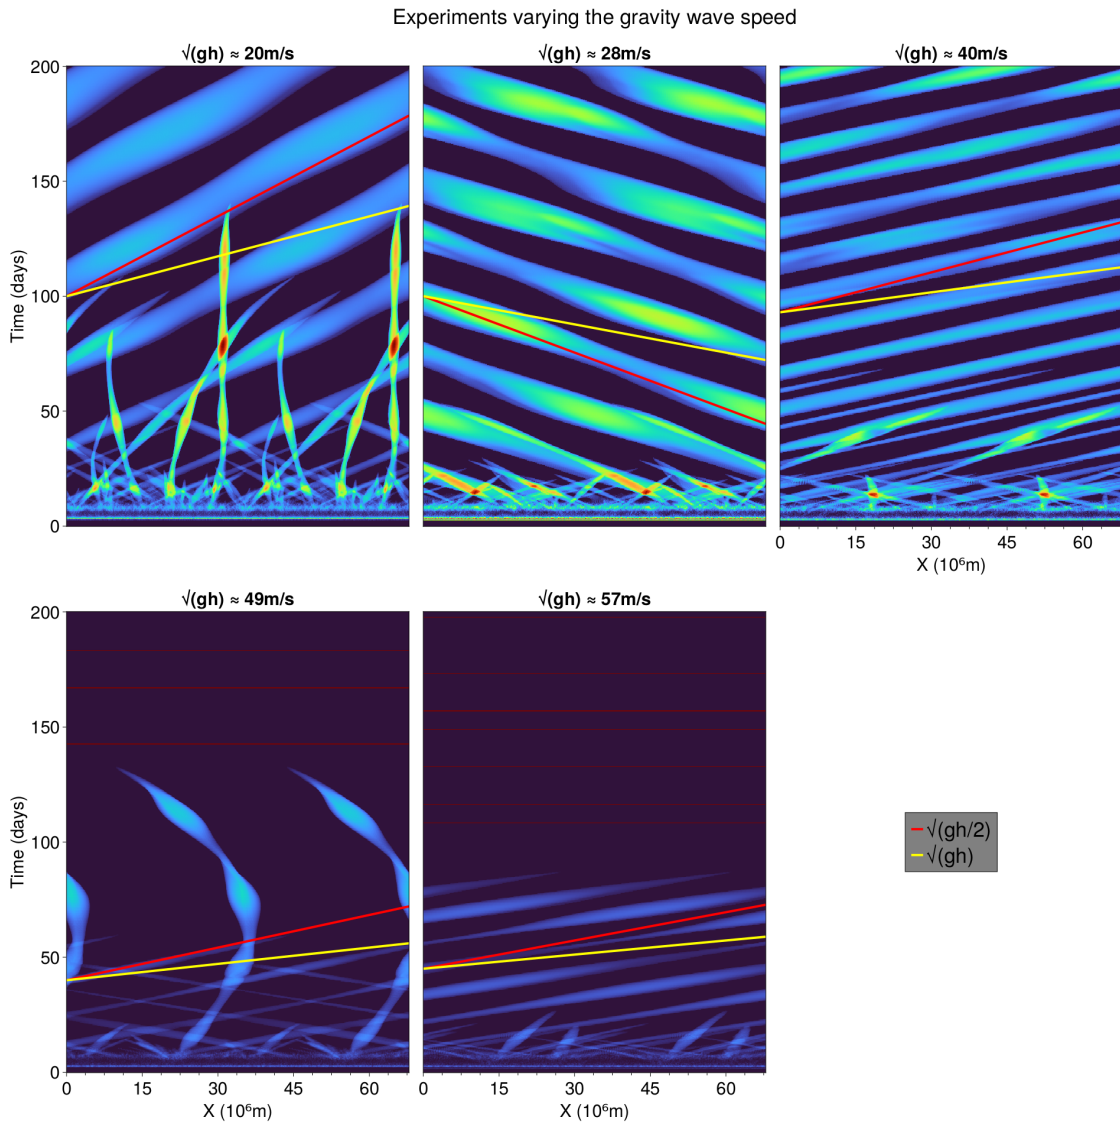 Experiments varying the gravity wave speed
√(gh) ≈ 20m/s
√(gh) ≈ 28m/s
√(gh) ≈ 40m/s
200
150
100
50
0
Time (days)
0 15 30 45 60
X (10⁶m)
√(gh) ≈ 49m/s
√(gh) ≈ 57m/s
200
150
100
50
0
Time (days)
0 15 30 45 60
X (10⁶m)
0 15 30 45 60
X (10⁶m)
√(gh/2)
√(gh)